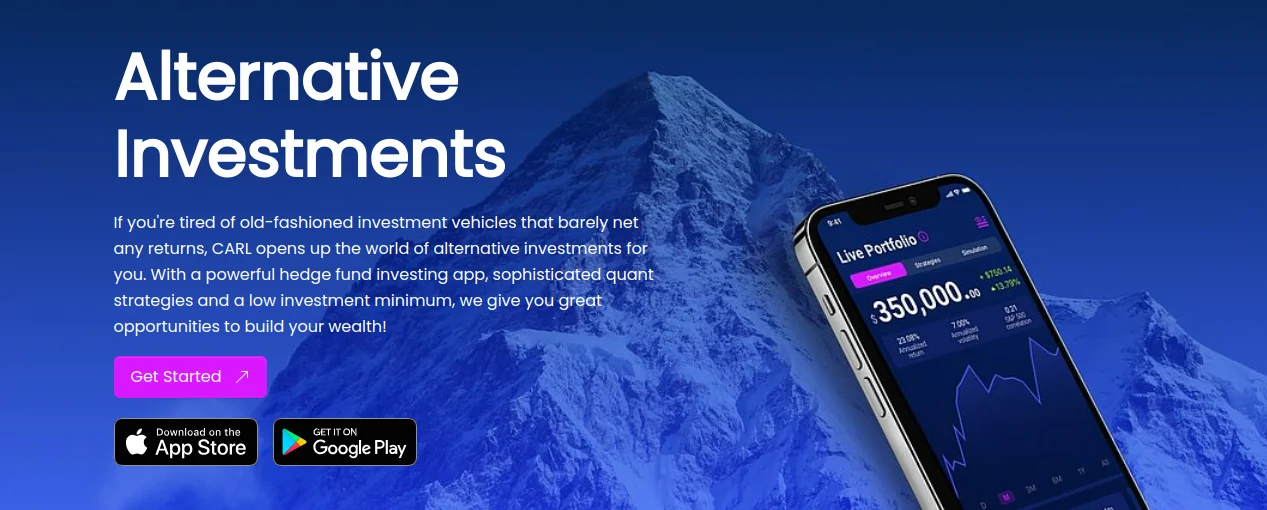 Alternative
Investments
If you're tired of old-fashioned investment vehicles that barely net
any returns, CARL opens up the world of alternative investments for
you. With a powerful hedge fund investing app, sophisticated quant
strategies and a low investment minimum, we give you great
opportunities to build your wealth!
Get Started
Download on the
App Store
GET IT ON
Google Play
9:41
Live Portfolio
Overview Strategies Simulation
$350,000.00
+ $750.14
▲13.79%
23.08%
Annualized
return
7.00%
Annualized
volatility
0.21
S&P 500
correlation
D M 3M 6M 1Y All